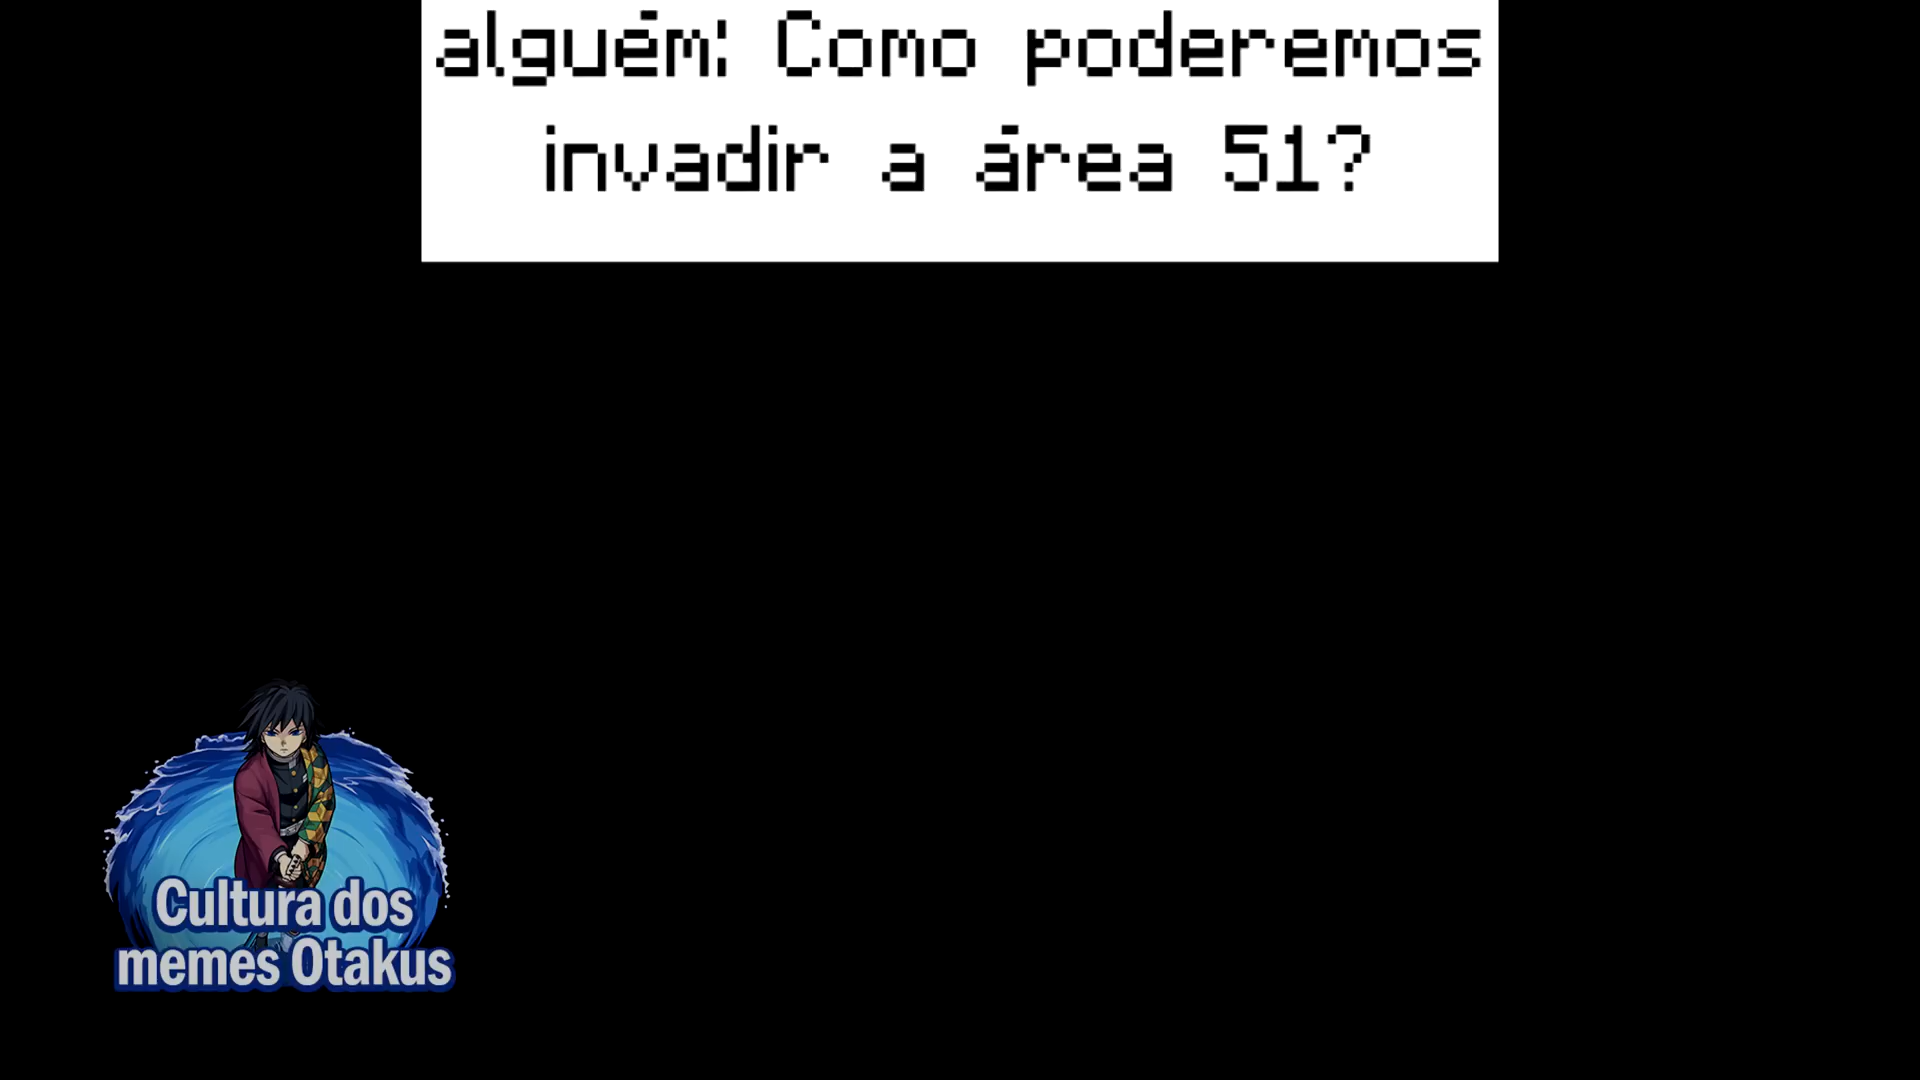 alguém: Como poderemos
invadir a área 51?
Cultura dos
memes Otakus